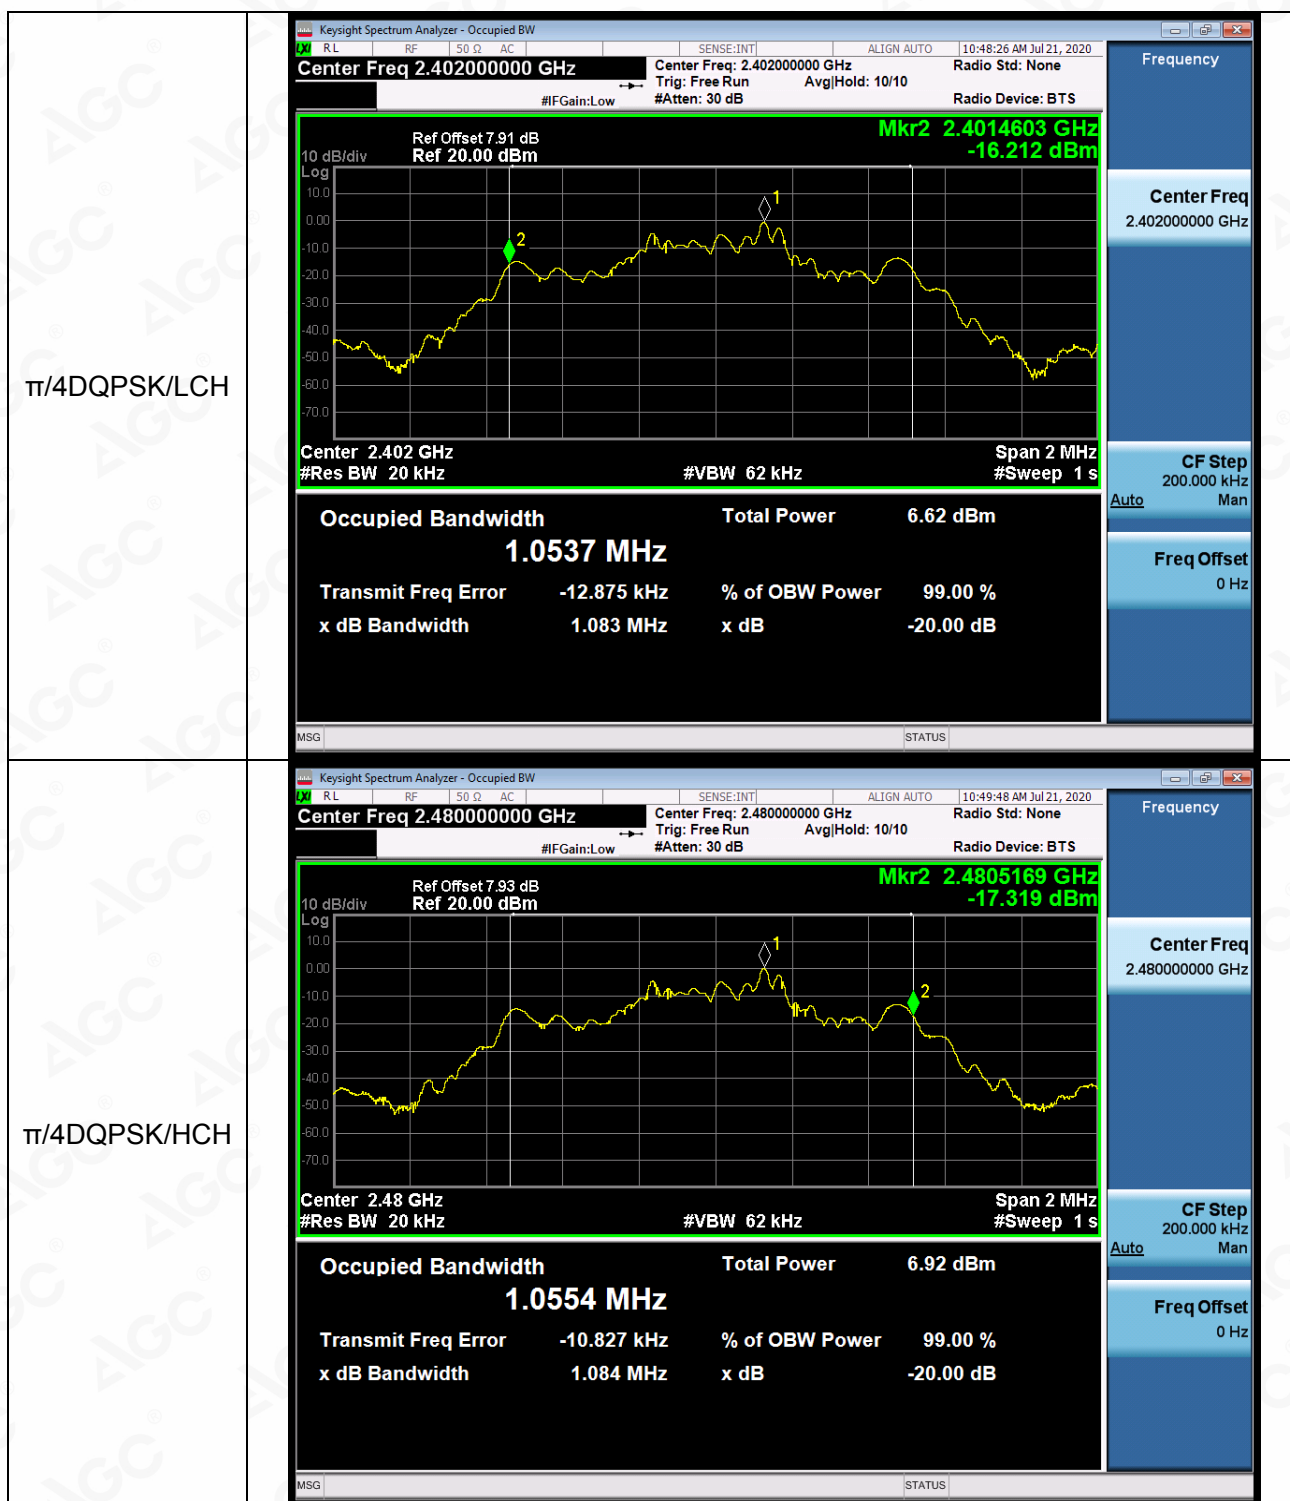 π/4DQPSK/LCH
Keysight Spectrum Analyzer - Occupied BW
LXI RL RF 50 Ω AC SENSE:INT ALIGN AUTO 10:48:26 AM Jul 21, 2020
Center Freq 2.402000000 GHz
Center Freq: 2.402000000 GHz Radio Std: None
Trig: Free Run Avg|Hold: 10/10
#IFGain:Low #Atten: 30 dB Radio Device: BTS
Frequency
Mkr2 2.4014603 GHz
-16.212 dBm
Ref Offset 7.91 dB
10 dB/div Ref 20.00 dBm
Log
10.0
0.00
-10.0
-20.0
-30.0
-40.0
-50.0
-60.0
-70.0
1
2
Center 2.402 GHz Span 2 MHz
#Res BW 20 kHz #VBW 62 kHz #Sweep 1 s
Occupied Bandwidth Total Power 6.62 dBm
1.0537 MHz
Transmit Freq Error -12.875 kHz % of OBW Power 99.00 %
x dB Bandwidth 1.083 MHz x dB -20.00 dB
Center Freq
2.402000000 GHz
CF Step
200.000 kHz
Auto Man
Freq Offset
0 Hz
MSG STATUS
π/4DQPSK/HCH
Keysight Spectrum Analyzer - Occupied BW
LXI RL RF 50 Ω AC SENSE:INT ALIGN AUTO 10:49:48 AM Jul 21, 2020
Center Freq 2.480000000 GHz
Center Freq: 2.480000000 GHz Radio Std: None
Trig: Free Run Avg|Hold: 10/10
#IFGain:Low #Atten: 30 dB Radio Device: BTS
Frequency
Mkr2 2.4805169 GHz
-17.319 dBm
Ref Offset 7.93 dB
10 dB/div Ref 20.00 dBm
Log
10.0
0.00
-10.0
-20.0
-30.0
-40.0
-50.0
-60.0
-70.0
1
2
Center 2.48 GHz Span 2 MHz
#Res BW 20 kHz #VBW 62 kHz #Sweep 1 s
Occupied Bandwidth Total Power 6.92 dBm
1.0554 MHz
Transmit Freq Error -10.827 kHz % of OBW Power 99.00 %
x dB Bandwidth 1.084 MHz x dB -20.00 dB
Center Freq
2.480000000 GHz
CF Step
200.000 kHz
Auto Man
Freq Offset
0 Hz
MSG STATUS